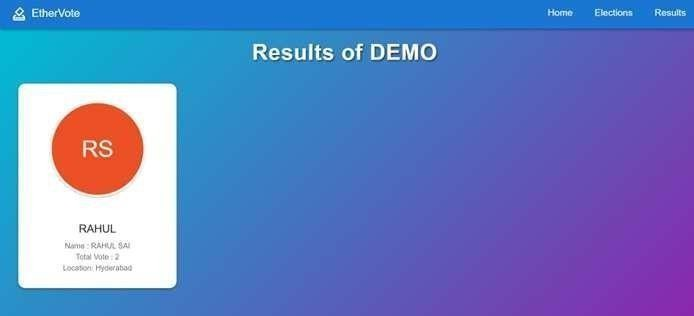 EtherVote
Home Elections Results
Results of DEMO
RS
RAHUL
Name : RAHUL SAI
Total Vote : 2
Location: Hyderabad